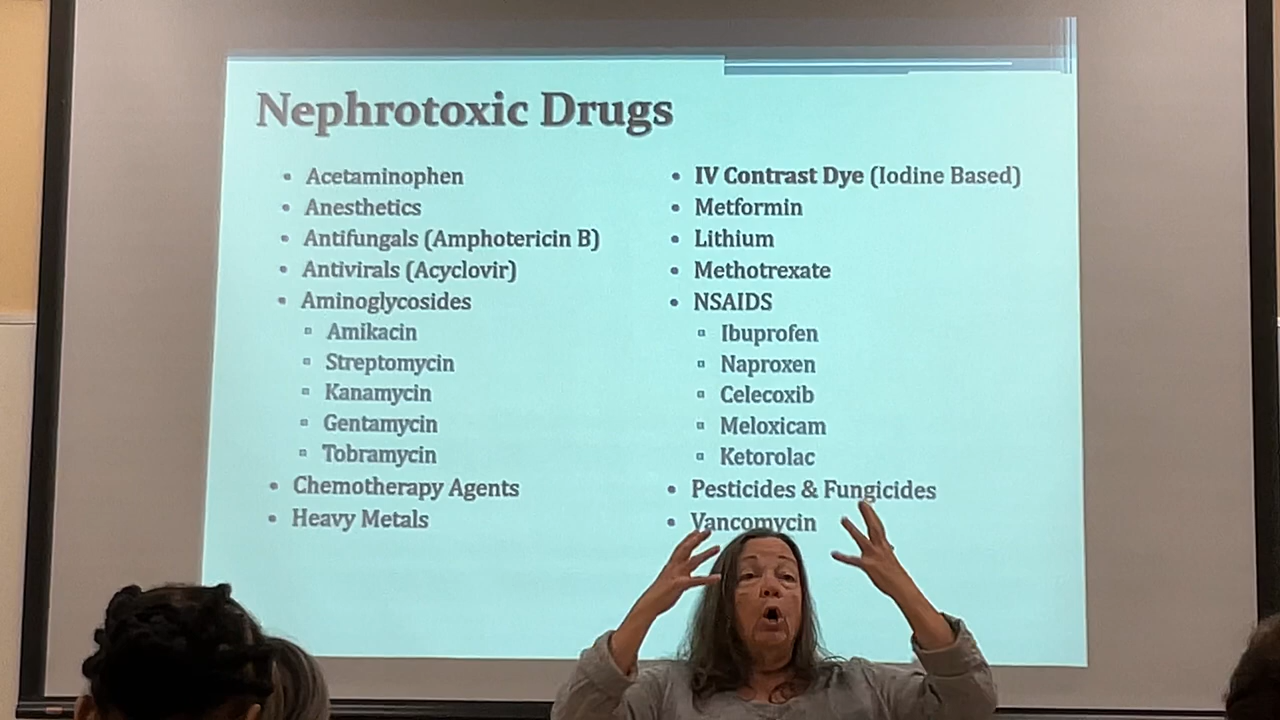 Nephrotoxic Drugs
• Acetaminophen
• Anesthetics
• Antifungals (Amphotericin B)
• Antivirals (Acyclovir)
• Aminoglycosides
▫ Amikacin
▫ Streptomycin
▫ Kanamycin
▫ Gentamycin
▫ Tobramycin
• Chemotherapy Agents
• Heavy Metals
• IV Contrast Dye (Iodine Based)
• Metformin
• Lithium
• Methotrexate
• NSAIDS
▫ Ibuprofen
▫ Naproxen
▫ Celecoxib
▫ Meloxicam
▫ Ketorolac
• Pesticides & Fungicides
• Vancomycin